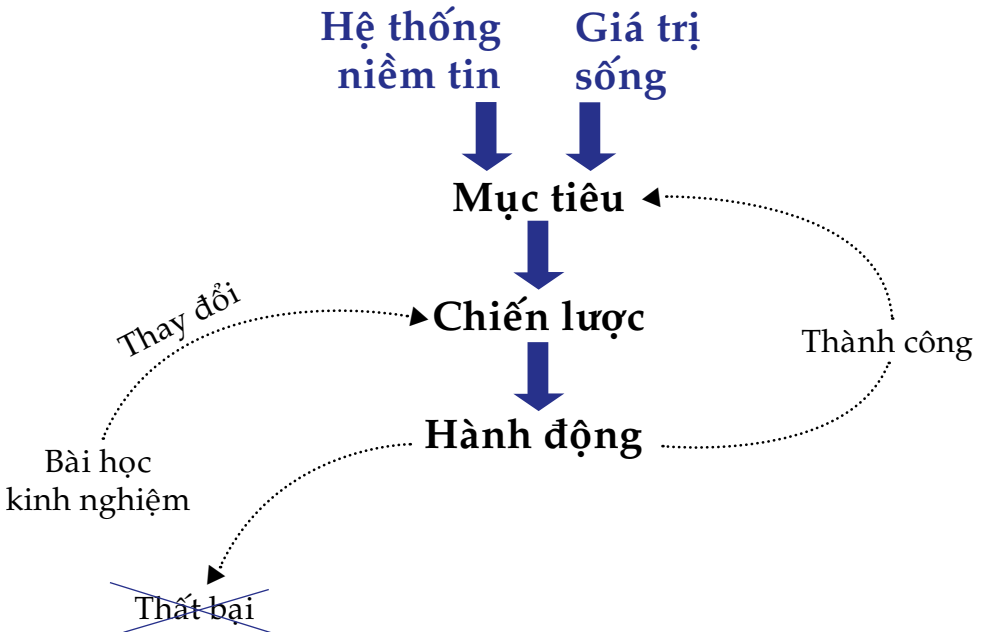 Hệ thống
niềm tin
Giá trị
sống
Mục tiêu
Thay đổi
Chiến lược
Thành công
Hành động
Bài học
kinh nghiệm
Thất bại